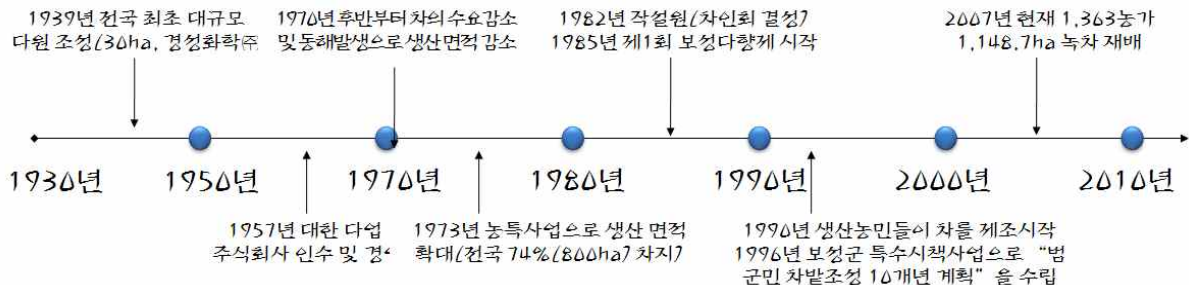 1939년 전국 최초 대규모
다원 조성(30ha, 경성화학㈜
1970년 후반부터 차의 수요감소
및 동해발생으로 생산 면적 감소
1982년 작설원(차인회 결성)
1985년 제1회 보성다향제 시작
2007년 현재 1,363농가
1,148.7ha 녹차 재배
1930년
1950년
1970년
1980년
1990년
2000년
2010년
1957년 대한 다업
주식회사 인수 및 경
1973년 농특사업으로 생산 면적
확대(전국 74%(800ha) 차지)
1990년 생산농민들이 차를 제조시작
1996년 보성군 특수시책사업으로 “범
군민 차밭조성 10개년 계획” 을 수립